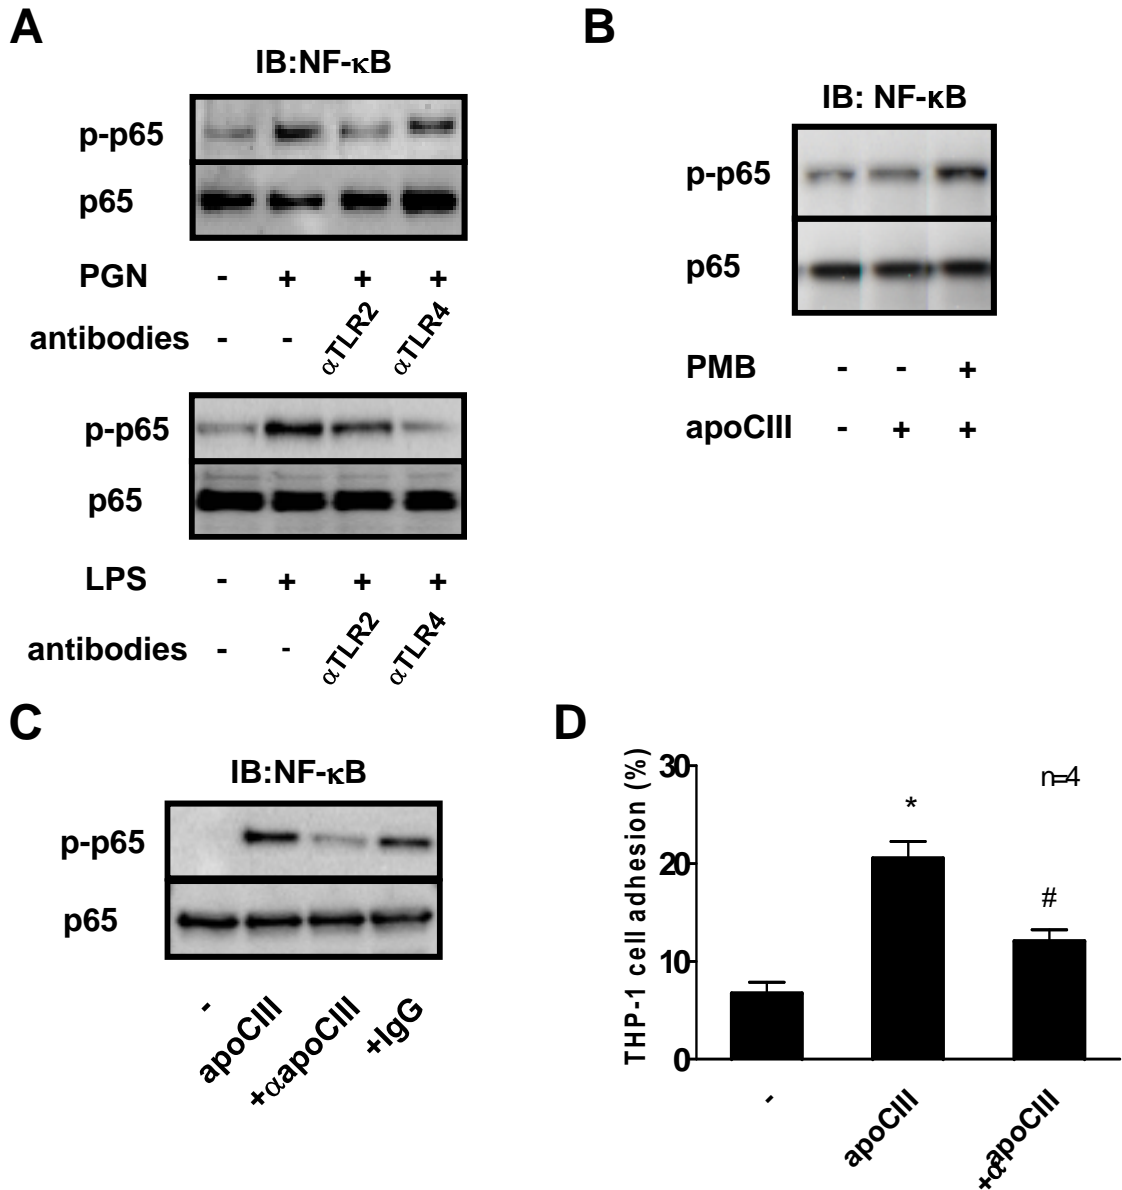 A
IB:NF-κB
p-p65
p65
PGN - + + +
antibodies - - αTLR2 αTLR4
p-p65
p65
LPS - + + +
antibodies - - αTLR2 αTLR4
B
IB: NF-κB
p-p65
p65
PMB - - +
apoCIII - + +
C
IB:NF-κB
p-p65
p65
- apoCIII +αapoCIII +IgG
D
THP-1 cell adhesion (%)
30
20
10
0
n=4
*
#
- apoCIII +αapoCIII